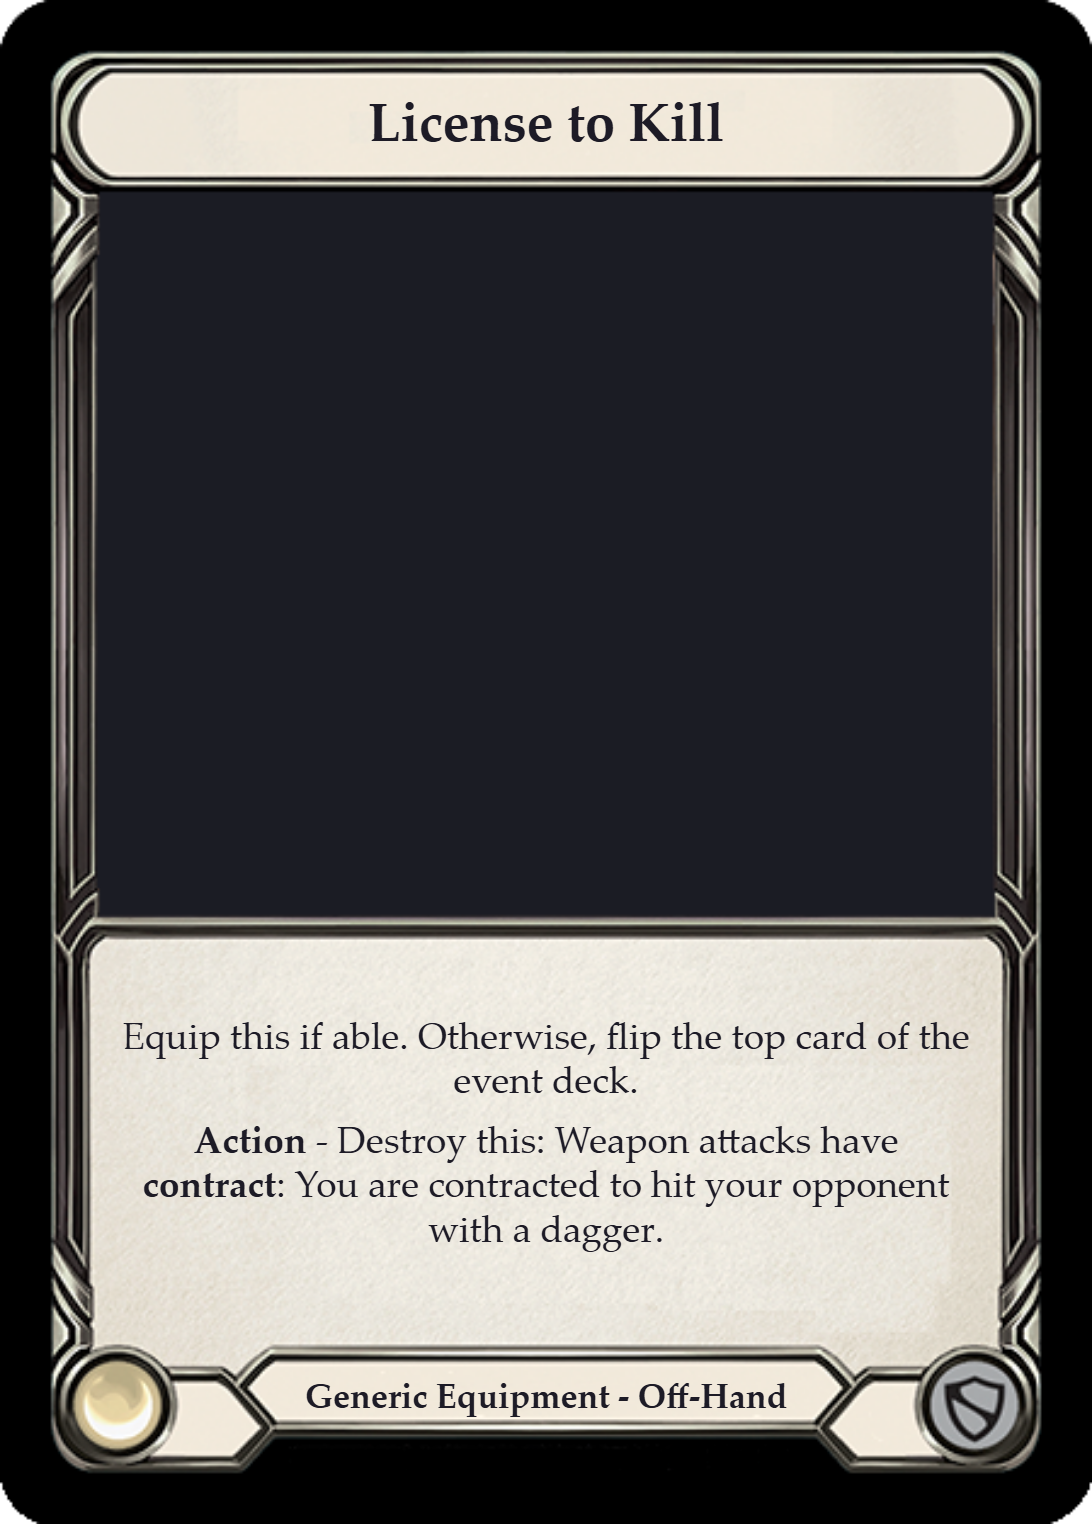 License to Kill
Equip this if able. Otherwise, flip the top card of the
event deck.
Action - Destroy this: Weapon attacks have
contract: You are contracted to hit your opponent
with a dagger.
Generic Equipment - Off-Hand